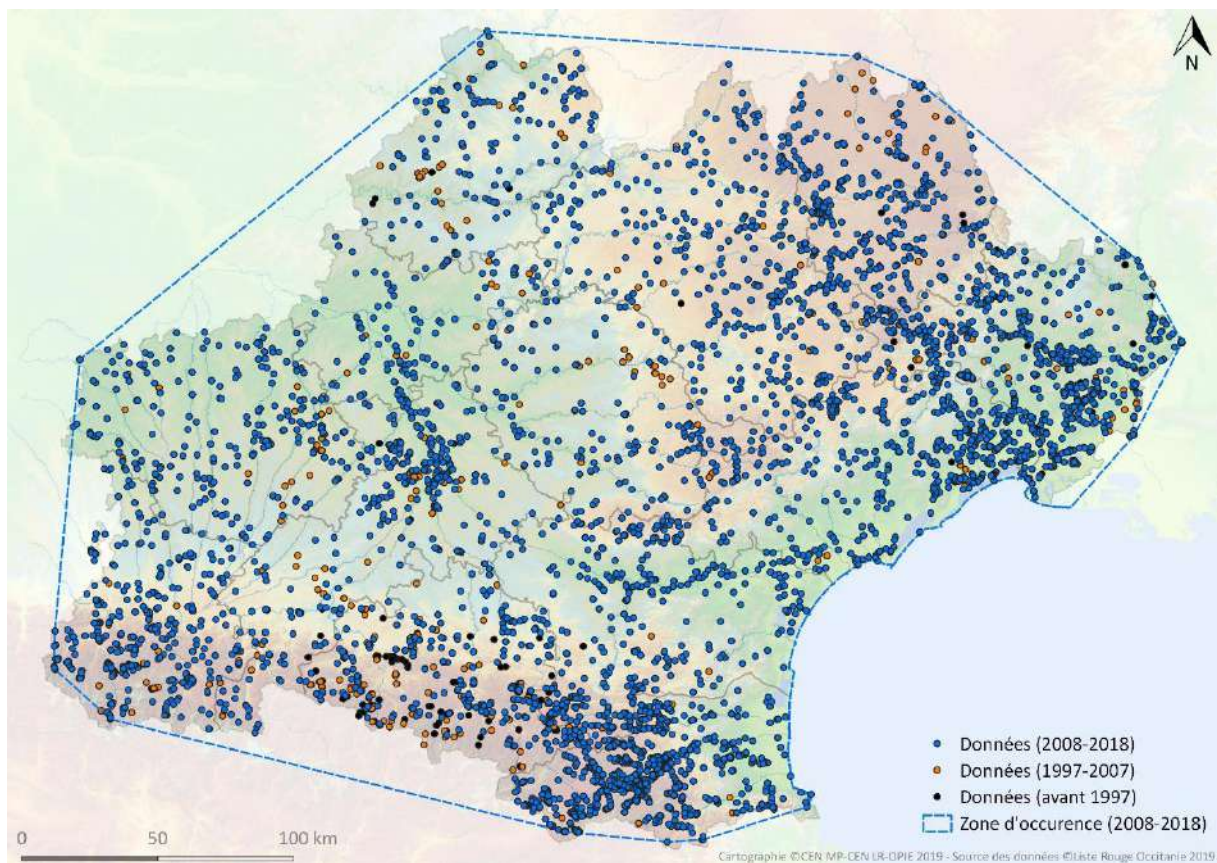 N
Données (2008-2018)
Données (1997-2007)
Données (avant 1997)
Zone d'occurence (2008-2018)
0 50 100 km
Cartographie ©CEN MP-CEN LR-OPIE 2019 - Source des données ©Liste Rouge Occitanie 2019